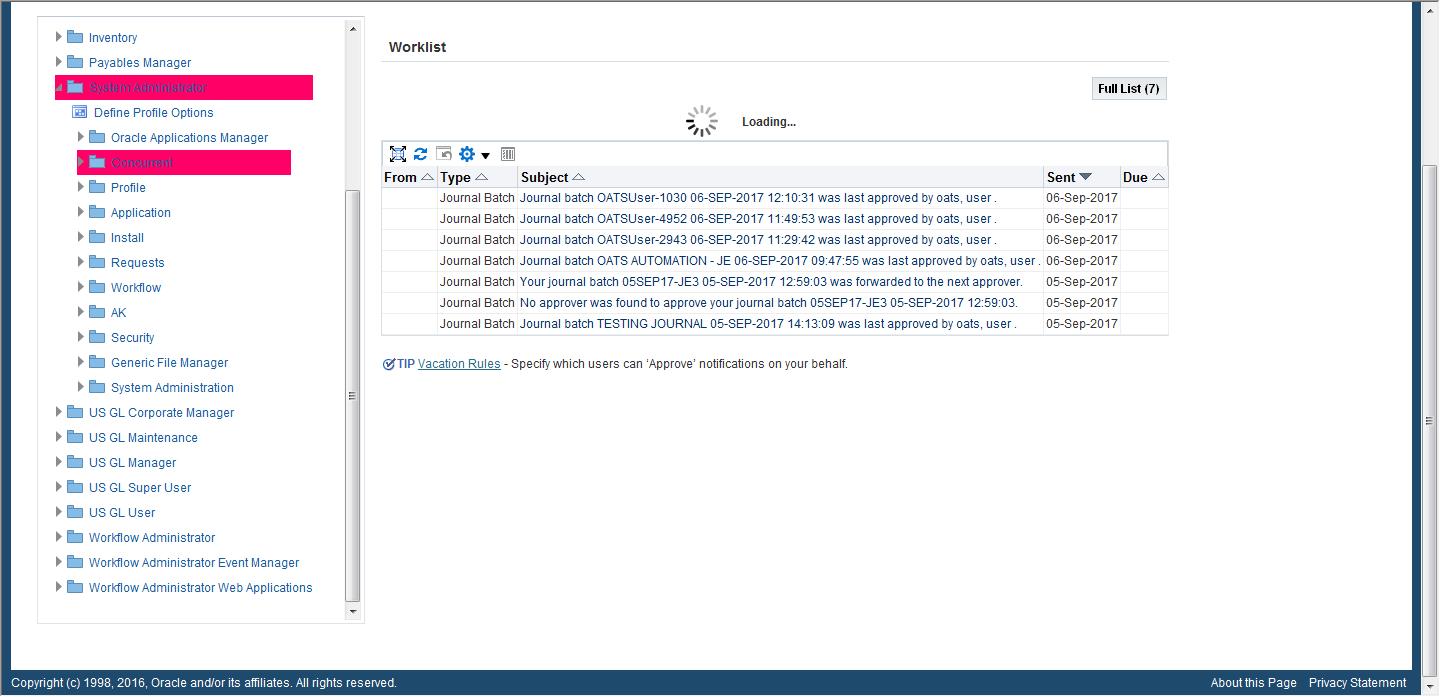 Inventory
Payables Manager
System Administrator
Define Profile Options
Oracle Applications Manager
Concurrent
Profile
Application
Install
Requests
Workflow
AK
Security
Generic File Manager
System Administration
US GL Corporate Manager
US GL Maintenance
US GL Manager
US GL Super User
US GL User
Workflow Administrator
Workflow Administrator Event Manager
Workflow Administrator Web Applications
Worklist
Full List (7)
Loading...
From Type Subject Sent Due
Journal Batch Journal batch OATSUser-1030 06-SEP-2017 12:10:31 was last approved by oats, user . 06-Sep-2017
Journal Batch Journal batch OATSUser-4952 06-SEP-2017 11:49:53 was last approved by oats, user . 06-Sep-2017
Journal Batch Journal batch OATSUser-2943 06-SEP-2017 11:29:42 was last approved by oats, user . 06-Sep-2017
Journal Batch Journal batch OATS AUTOMATION - JE 06-SEP-2017 09:47:55 was last approved by oats, user . 06-Sep-2017
Journal Batch Your journal batch 05SEP17-JE3 05-SEP-2017 12:59:03 was forwarded to the next approver. 05-Sep-2017
Journal Batch No approver was found to approve your journal batch 05SEP17-JE3 05-SEP-2017 12:59:03. 05-Sep-2017
Journal Batch Journal batch TESTING JOURNAL 05-SEP-2017 14:13:09 was last approved by oats, user . 05-Sep-2017
TIP Vacation Rules - Specify which users can ‘Approve’ notifications on your behalf.
Copyright (c) 1998, 2016, Oracle and/or its affiliates. All rights reserved.
About this Page Privacy Statement